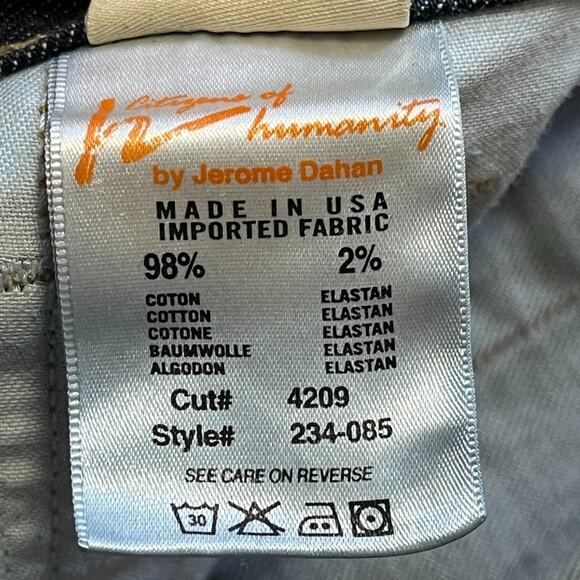 Citizens of
humanity
by Jerome Dahan
MADE IN USA
IMPORTED FABRIC
98% 2%
COTON ELASTAN
COTTON ELASTAN
COTONE ELASTAN
BAUMWOLLE ELASTAN
ALGODON ELASTAN
Cut# 4209
Style# 234-085
SEE CARE ON REVERSE
30